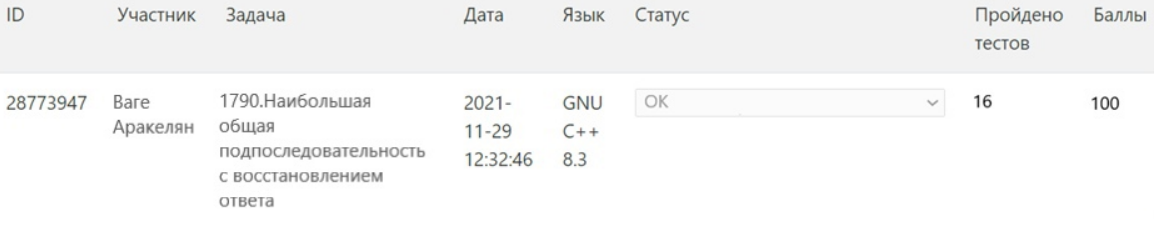 ID Участник Задача Дата Язык Статус Пройдено Баллы
тестов
28773947 Ваге 1790.Наибольшая 2021- GNU OK 16 100
Аракелян общая 11-29 C++
подпоследовательность 12:32:46 8.3
с восстановлением
ответа